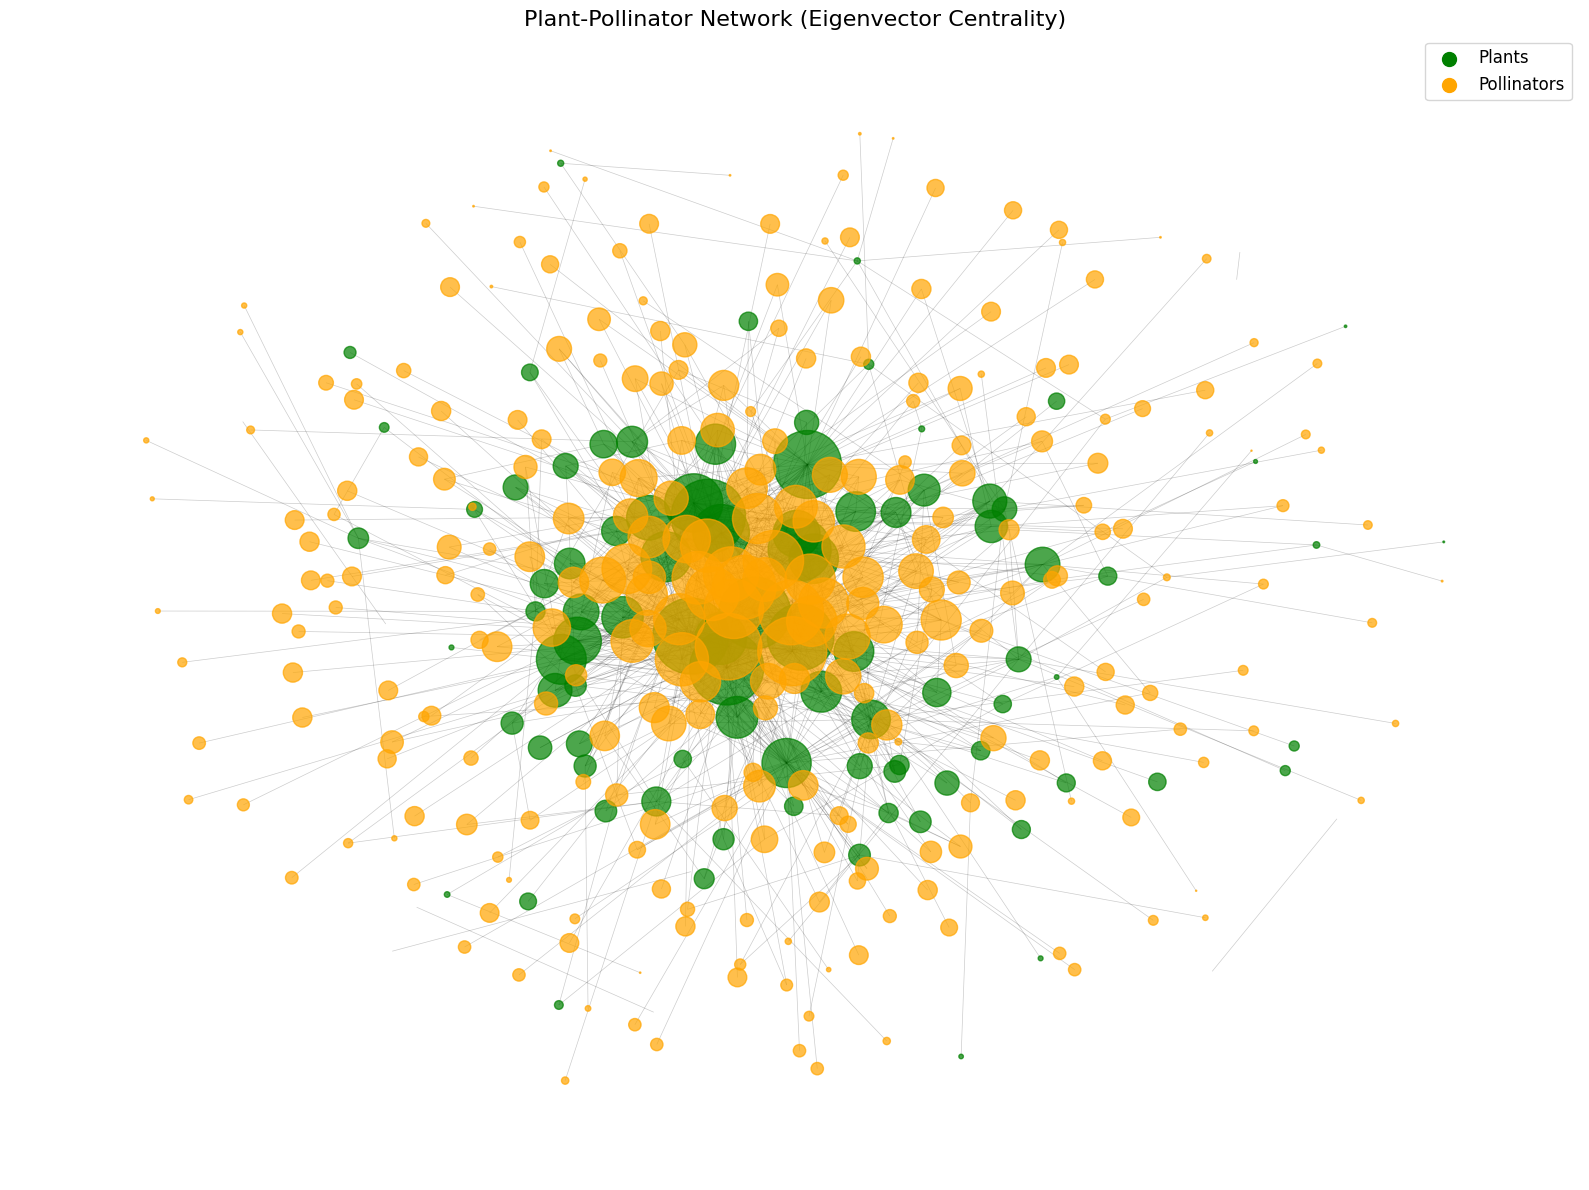 Plant-Pollinator Network (Eigenvector Centrality)
Plants
Pollinators